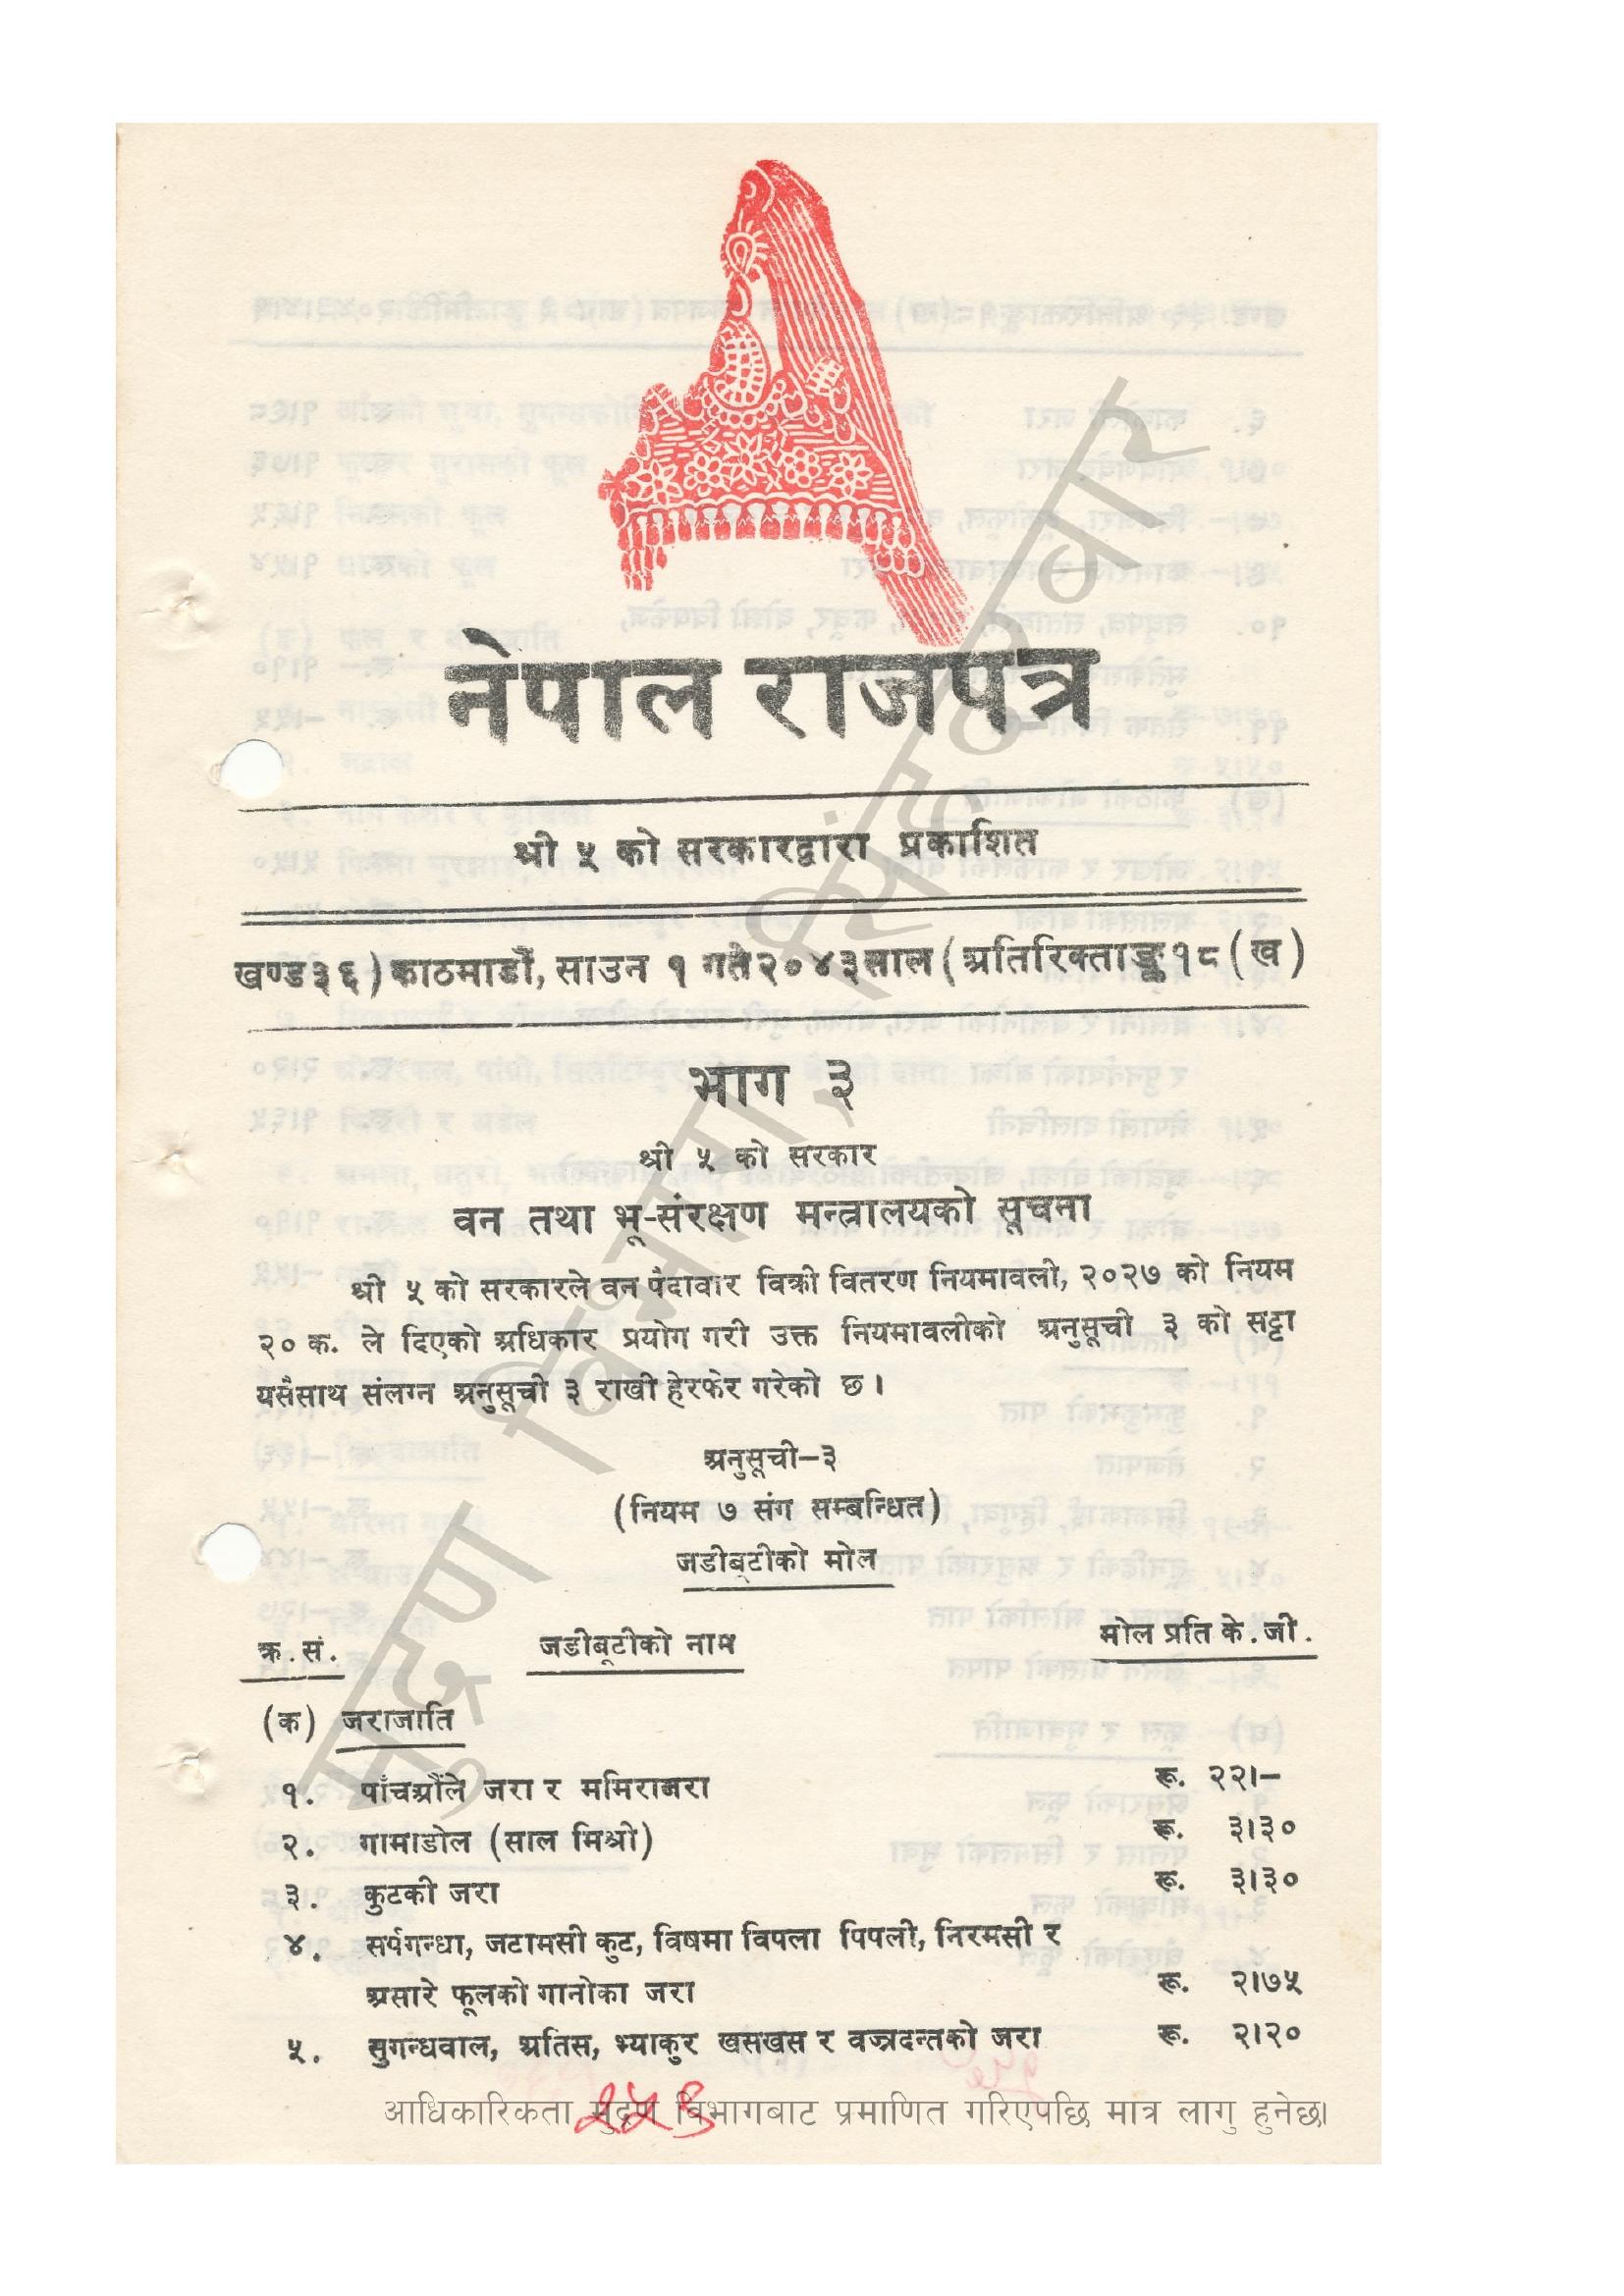 नेपाल राजपत्र
श्री ५ को सरकारद्वारा प्रकाशित
खण्ड ३६) काठमाडौं, साउन १ गते २०४३ साल (अतिरिक्ताङ्क १८ (ख)
भाग ३
श्री ५ को सरकार
वन तथा भू-संरक्षण मन्त्रालयको सूचना
श्री ५ को सरकारले वन पैदावार विक्री वितरण नियमावली, २०२७ को नियम
२० क. ले दिएको अधिकार प्रयोग गरी उक्त नियमावलीको अनुसूची ३ को सट्टा
यसैसाथ संलग्न अनुसूची ३ राखी हेरफेर गरेको छ।
अनुसूची-३
(नियम ७ संग सम्बन्धित)
जडीबूटीको मोल
क्र. सं. जडीबूटीको नाम मोल प्रति के. जी.
(क) जराजाति
१. पाँचऔंले जरा र ममिराजरा रू. २२।-
२. गामाडोल (साल मिश्री) रू. ३।३०
३. कुटकी जरा रू. ३।३०
४. सर्पगन्धा, जटामसी कुट, विषमा विपला पिपली, निरमसी र
असारे फूलको गानोका जरा रू. २।७५
५. सुगन्धवाल, अतिस, भ्याकुर खसखस र वज्रदन्तको जरा रू. २।२०
मुद्रण विभाग, सिंहदरवार
आधिकारिकता मुद्रण विभागबाट प्रमाणित गरिएपछि मात्र लागु हुनेछ।